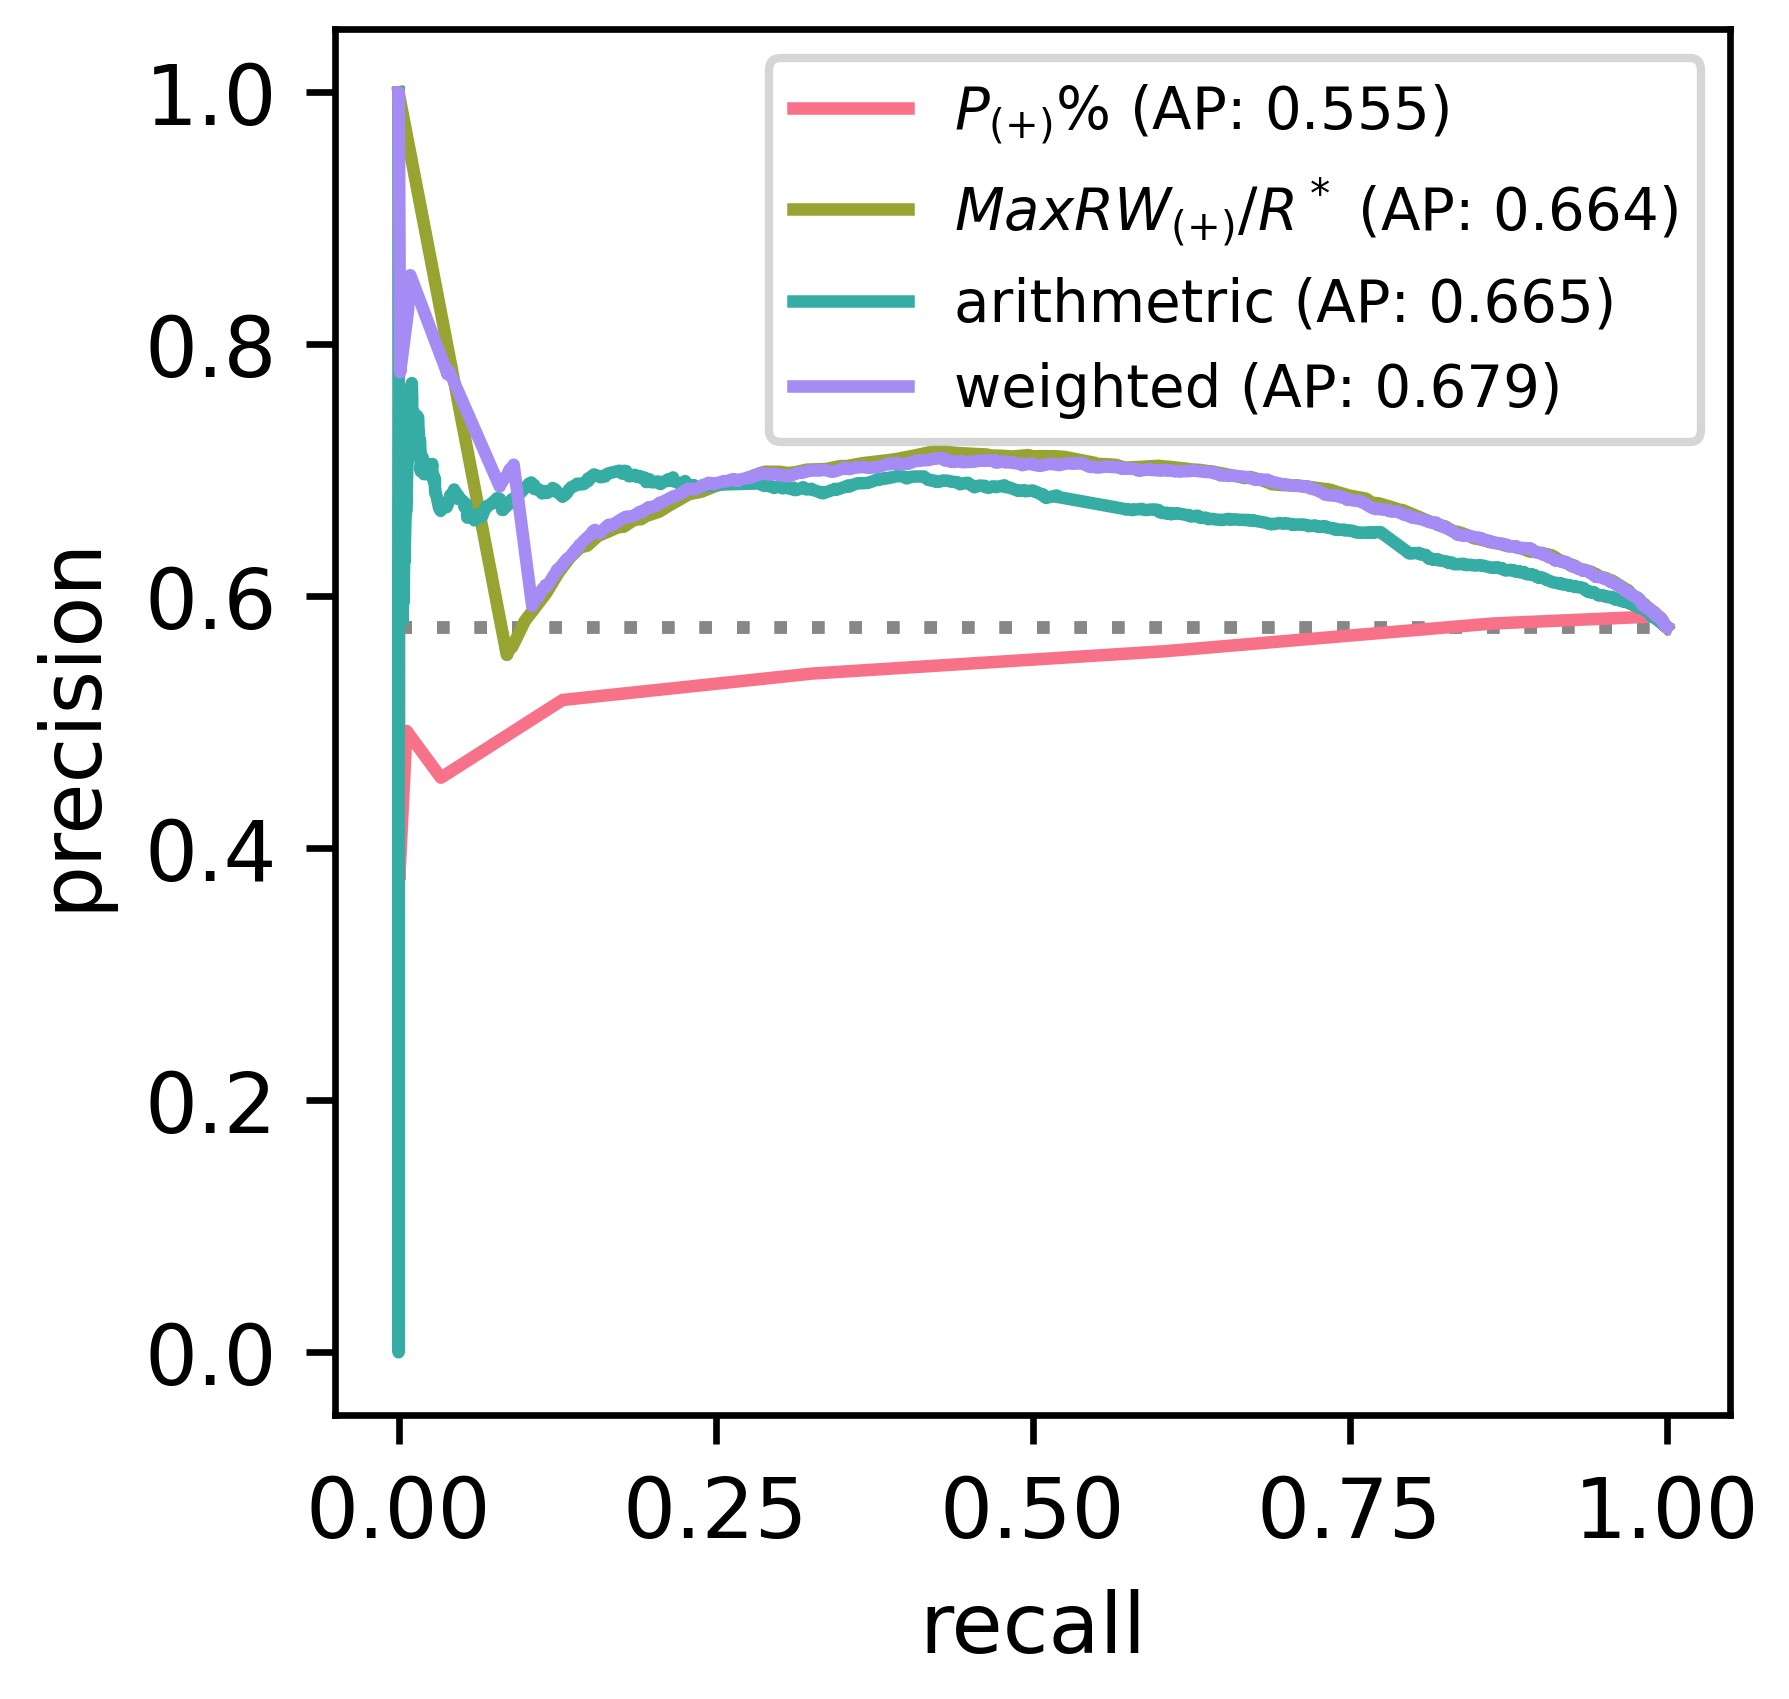 1.0
0.8
0.6
0.4
0.2
0.0
precision
P(+)% (AP: 0.555)
MaxRW(+)/R* (AP: 0.664)
arithmetric (AP: 0.665)
weighted (AP: 0.679)
0.00 0.25 0.50 0.75 1.00
recall